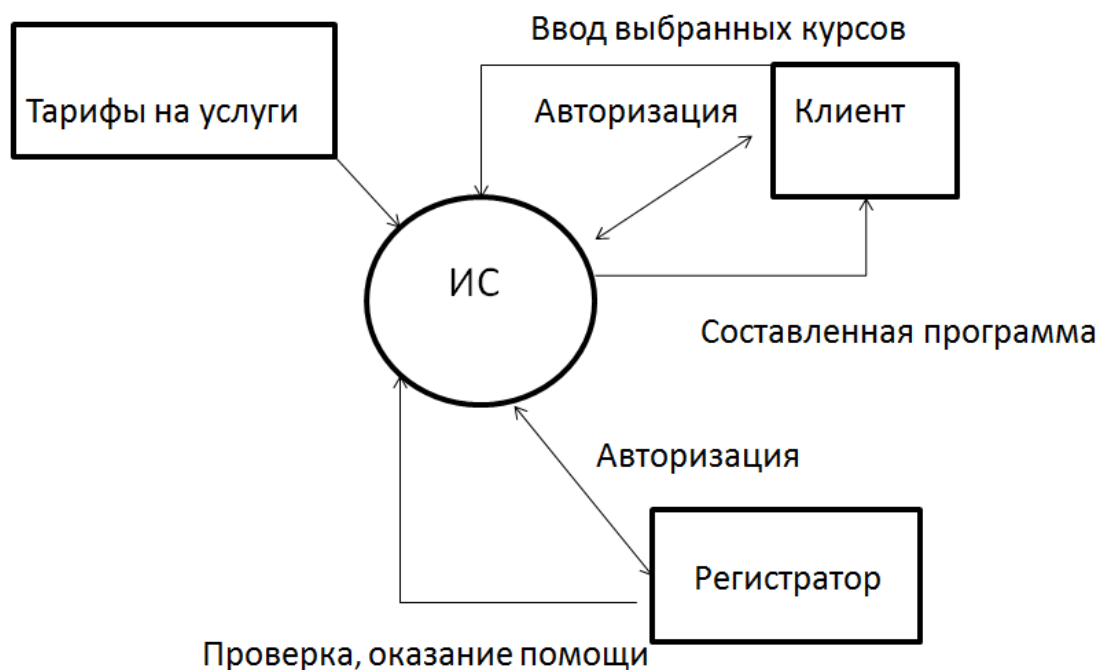 Ввод выбранных курсов
Тарифы на услуги
Авторизация
Клиент
ИС
Составленная программа
Авторизация
Регистратор
Проверка, оказание помощи